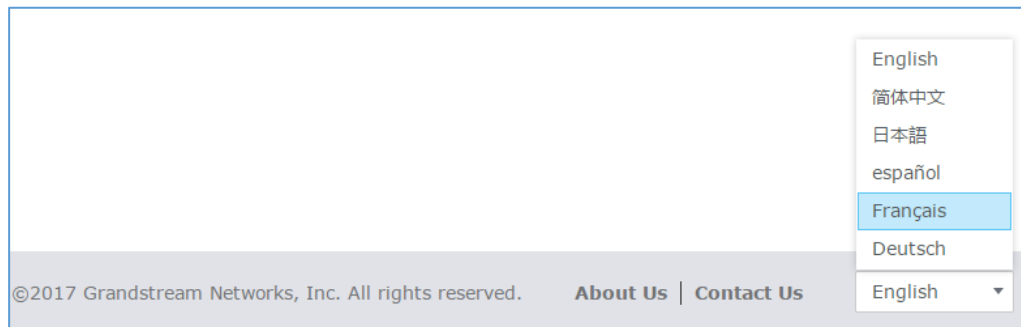 English
简体中文
日本語
español
Français
Deutsch
©2017 Grandstream Networks, Inc. All rights reserved. About Us | Contact Us English